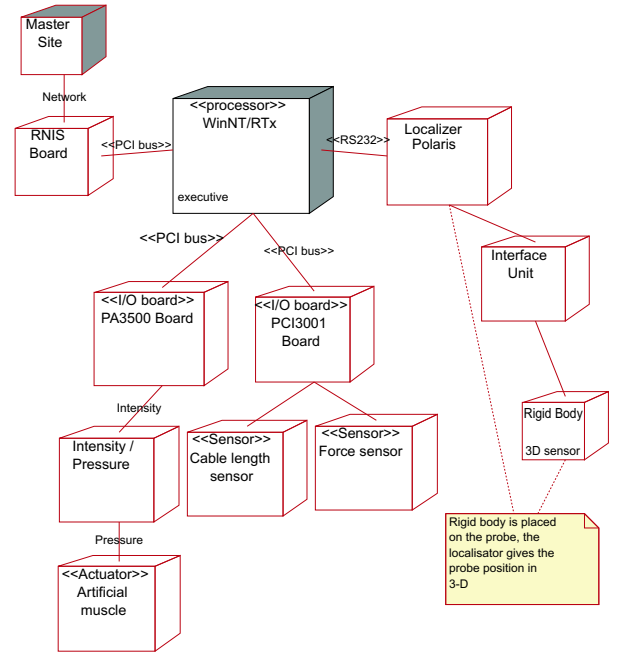 Master
Site
Network
RNIS
Board
<<PCI bus>>
<<processor>>
WinNT/RTx
executive
<<RS232>>
Localizer
Polaris
Interface
Unit
Rigid Body
3D sensor
<<PCI bus>>
<<PCI bus>>
<<I/O board>>
PA3500 Board
<<I/O board>>
PCI3001
Board
Intensity
Intensity /
Pressure
<<Sensor>>
Cable length
sensor
<<Sensor>>
Force sensor
Pressure
<<Actuator>>
Artificial
muscle
Rigid body is placed
on the probe, the
localisator gives the
probe position in
3-D